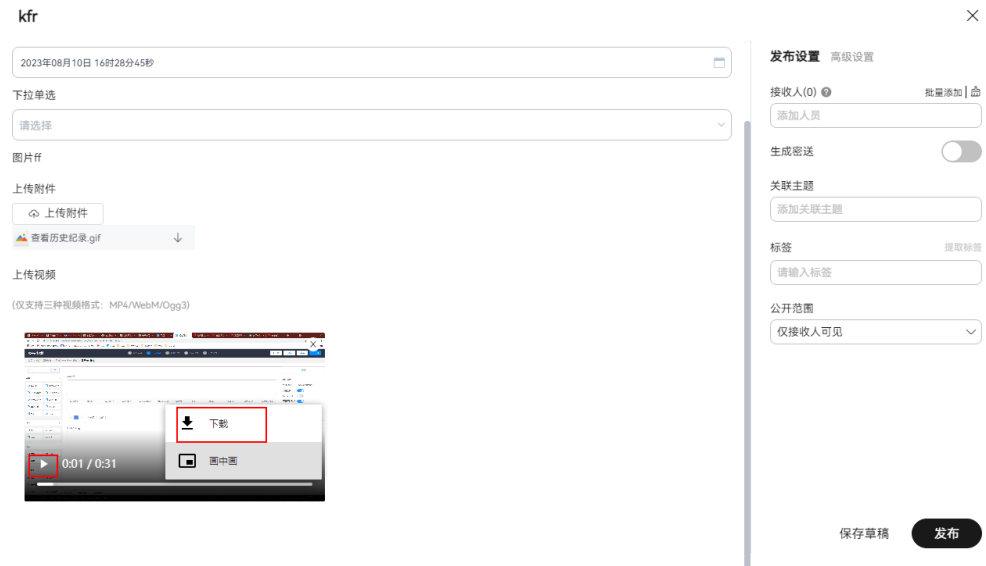 kfr
2023年08月10日 16时28分45秒
下拉单选
请选择
图片ff
上传附件
上传附件
查看历史纪录.gif
上传视频
(仅支持三种视频格式：MP4/WebM/Ogg3)
下载
画中画
0:01 / 0:31
发布设置 高级设置
接收人(0) 批量添加
添加人员
生成密送
关联主题
添加关联主题
标签 提取标签
请输入标签
公开范围
仅接收人可见
保存草稿 发布